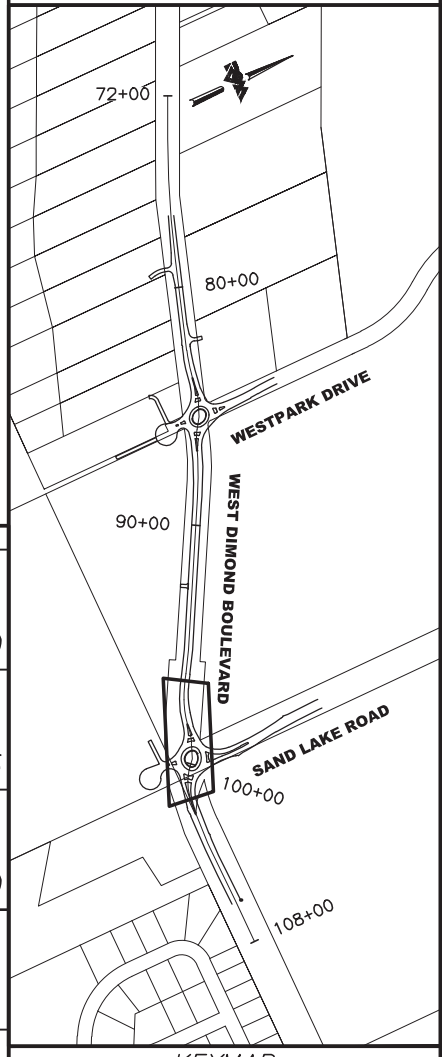 72+00
80+00
WESTPARK DRIVE
WEST DIMOND BOULEVARD
90+00
SAND LAKE ROAD
100+00
108+00
KEYMAP